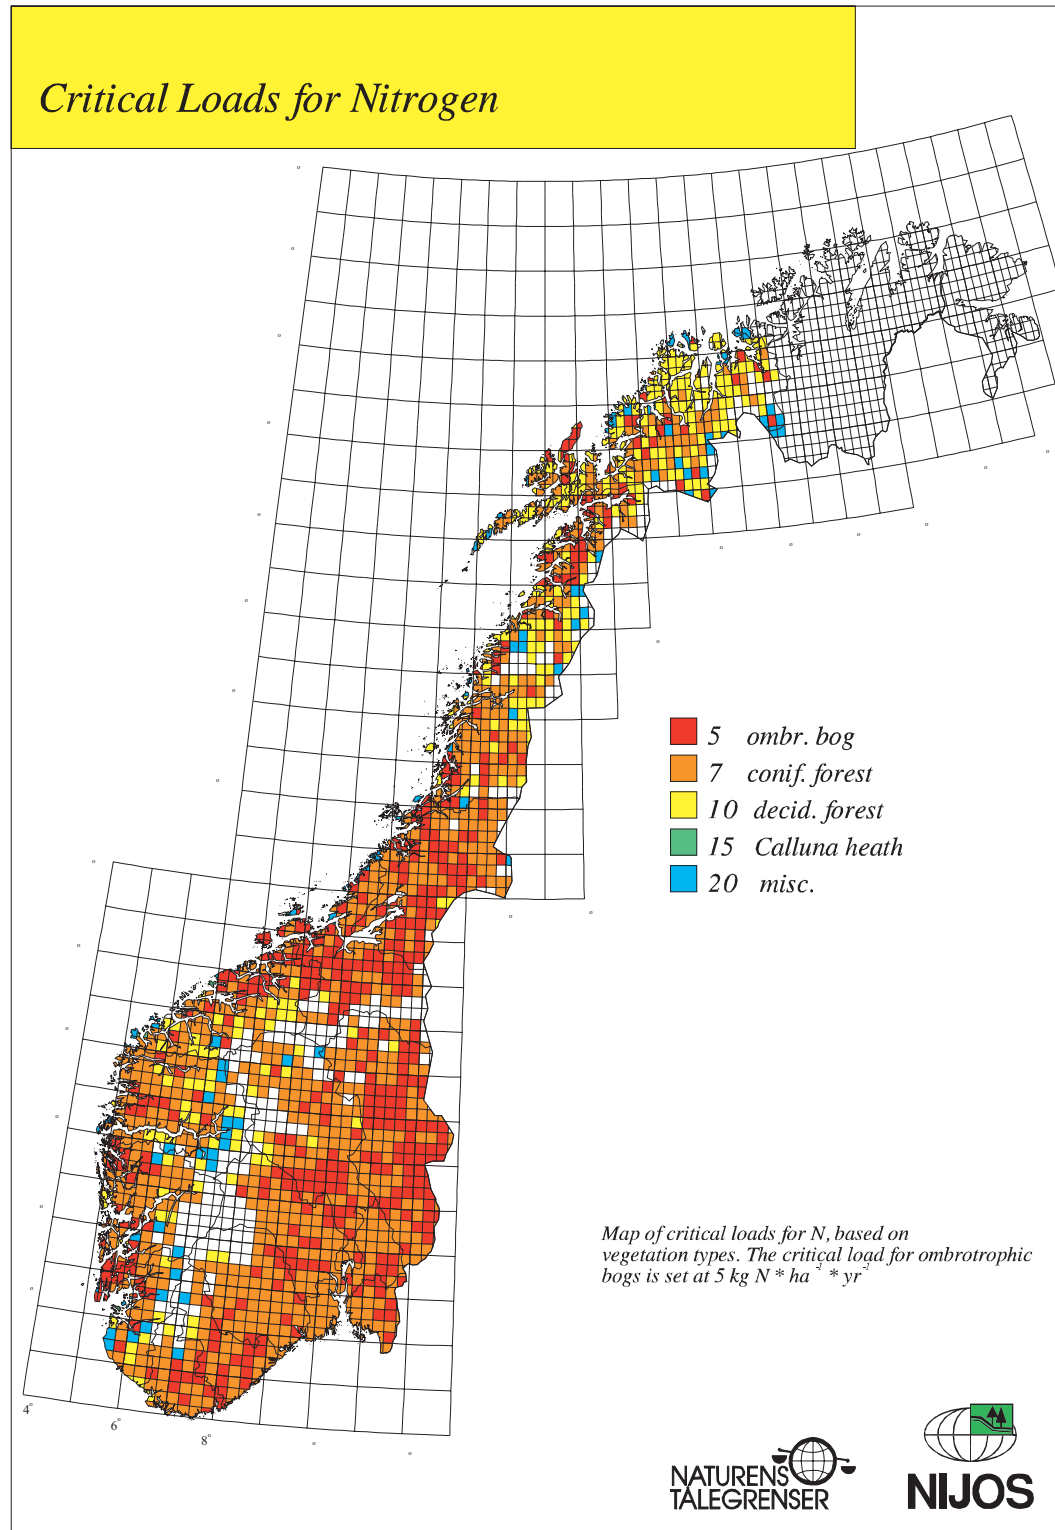 Critical Loads for Nitrogen
5 ombr. bog
7 conif. forest
10 decid. forest
15 Calluna heath
20 misc.
Map of critical loads for N, based on
vegetation types. The critical load for ombrotrophic
bogs is set at 5 kg N * ha⁻¹ * yr⁻¹
4°
6°
8°
NATURENS
TÅLEGRENSER
NIJOS